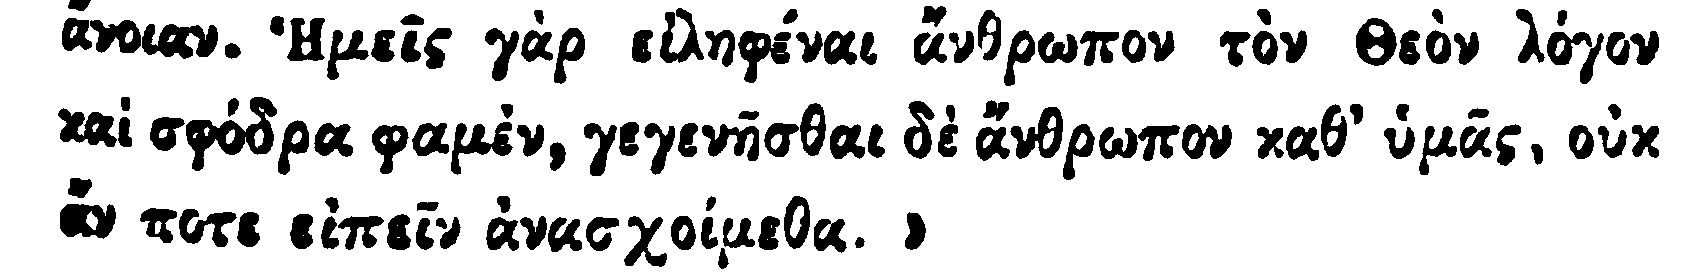 ἄνοιαν. Ἡμεῖς γὰρ εἰληφέναι ἄνθρωπον τὸν Θεὸν λόγον
καὶ σφόδρα φαμὲν, γεγενῆσθαι δὲ ἄνθρωπον καθ’ ὑμᾶς, οὐκ
ἄν ποτε εἰπεῖν ἀνασχοίμεθα. »